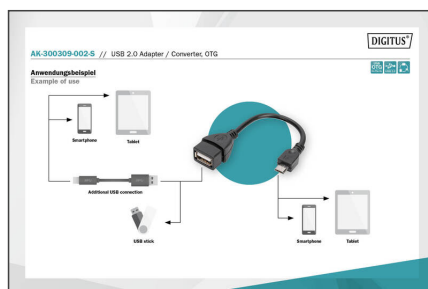 DIGITUS®
AK-300309-002-S // USB 2.0 Adapter / Converter, OTG
OTG
Anwendungsbeispiel
Example of use
Smartphone
Tablet
Additional USB connection
USB stick
Smartphone
Tablet